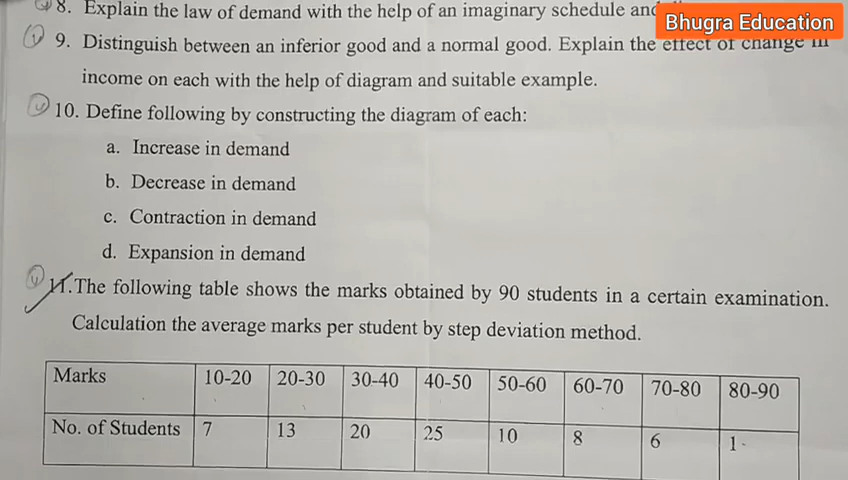 8. Explain the law of demand with the help of an imaginary schedule and
Bhugra Education
9. Distinguish between an inferior good and a normal good. Explain the effect of change in
income on each with the help of diagram and suitable example.
10. Define following by constructing the diagram of each:
a. Increase in demand
b. Decrease in demand
c. Contraction in demand
d. Expansion in demand
11.The following table shows the marks obtained by 90 students in a certain examination.
Calculation the average marks per student by step deviation method.
Marks 10-20 20-30 30-40 40-50 50-60 60-70 70-80 80-90
No. of Students 7 13 20 25 10 8 6 1